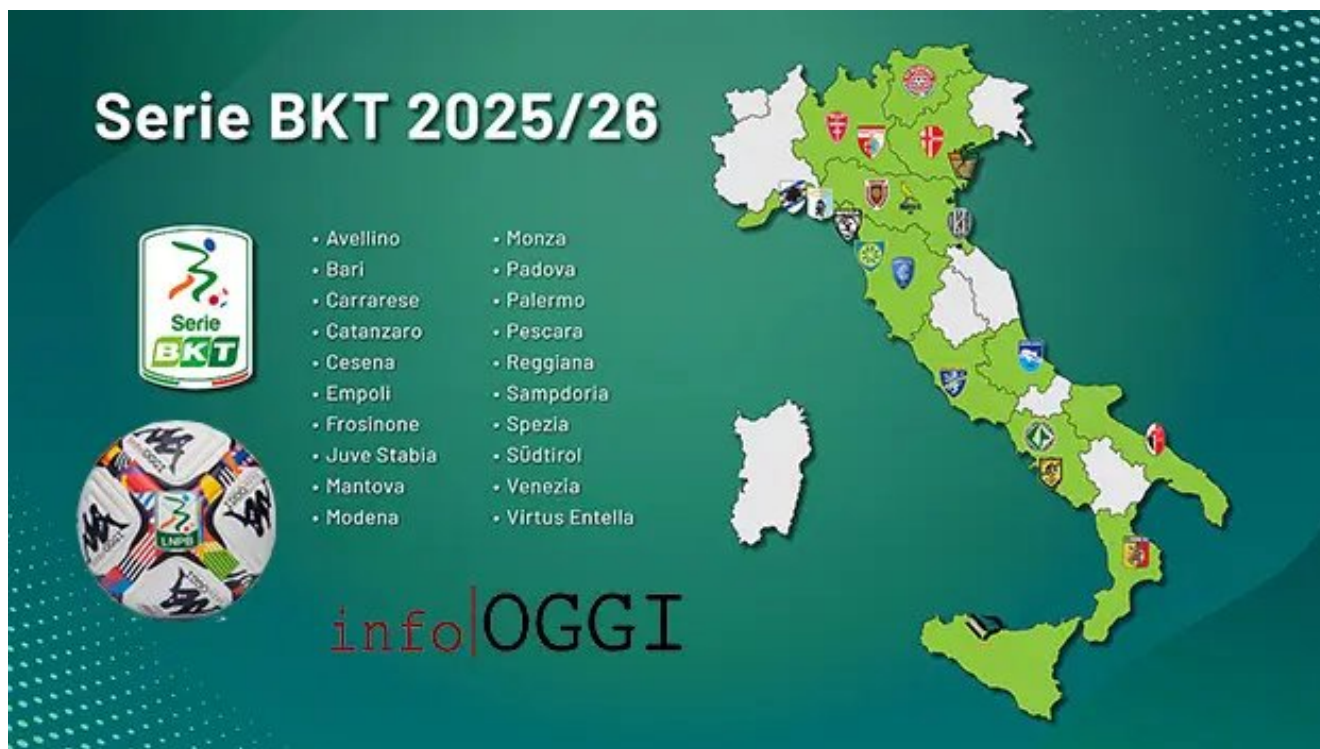 Serie BKT 2025/26
Serie
BKT
• Avellino
• Bari
• Carrarese
• Catanzaro
• Cesena
• Empoli
• Frosinone
• Juve Stabia
• Mantova
• Modena
• Monza
• Padova
• Palermo
• Pescara
• Reggiana
• Sampdoria
• Spezia
• Südtirol
• Venezia
• Virtus Entella
LNPB
info|OGGI